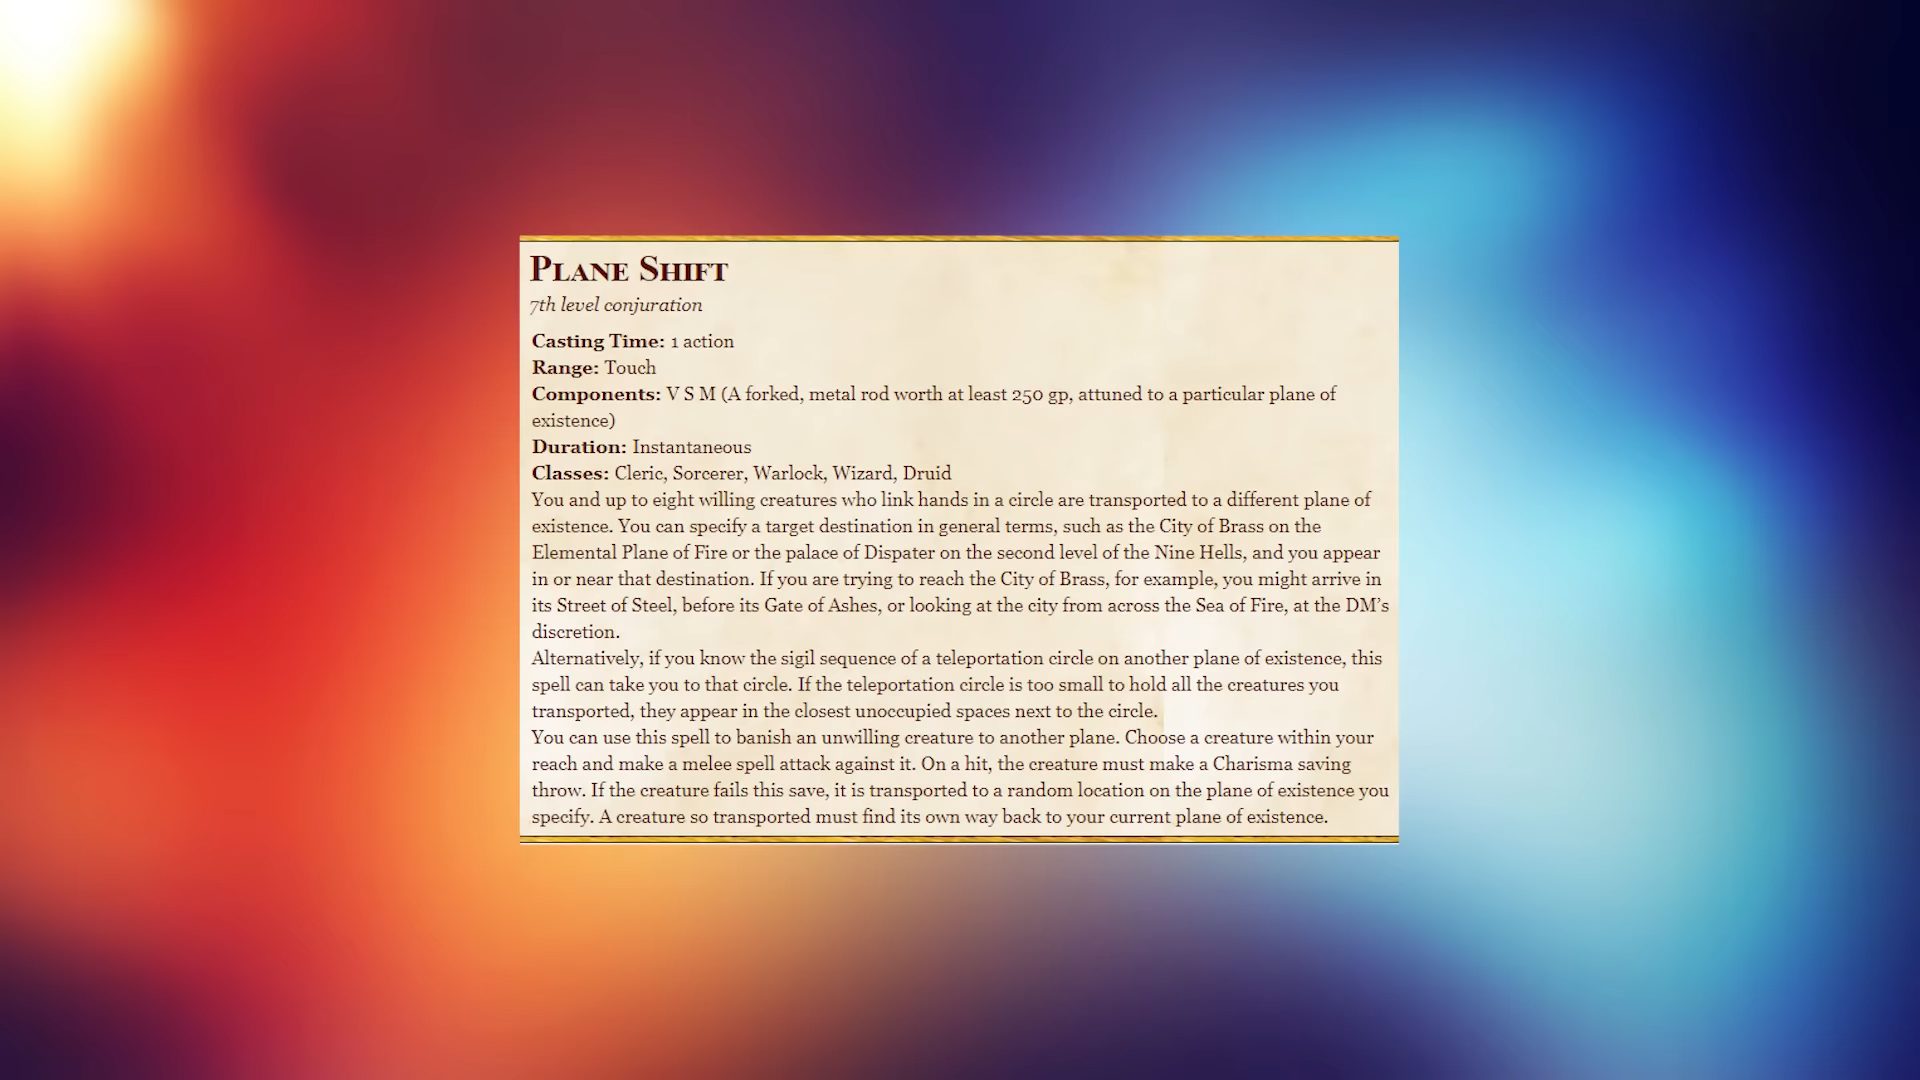 Plane Shift
7th level conjuration
Casting Time: 1 action
Range: Touch
Components: V S M (A forked, metal rod worth at least 250 gp, attuned to a particular plane of
existence)
Duration: Instantaneous
Classes: Cleric, Sorcerer, Warlock, Wizard, Druid
You and up to eight willing creatures who link hands in a circle are transported to a different plane of
existence. You can specify a target destination in general terms, such as the City of Brass on the
Elemental Plane of Fire or the palace of Dispater on the second level of the Nine Hells, and you appear
in or near that destination. If you are trying to reach the City of Brass, for example, you might arrive in
its Street of Steel, before its Gate of Ashes, or looking at the city from across the Sea of Fire, at the DM’s
discretion.
Alternatively, if you know the sigil sequence of a teleportation circle on another plane of existence, this
spell can take you to that circle. If the teleportation circle is too small to hold all the creatures you
transported, they appear in the closest unoccupied spaces next to the circle.
You can use this spell to banish an unwilling creature to another plane. Choose a creature within your
reach and make a melee spell attack against it. On a hit, the creature must make a Charisma saving
throw. If the creature fails this save, it is transported to a random location on the plane of existence you
specify. A creature so transported must find its own way back to your current plane of existence.